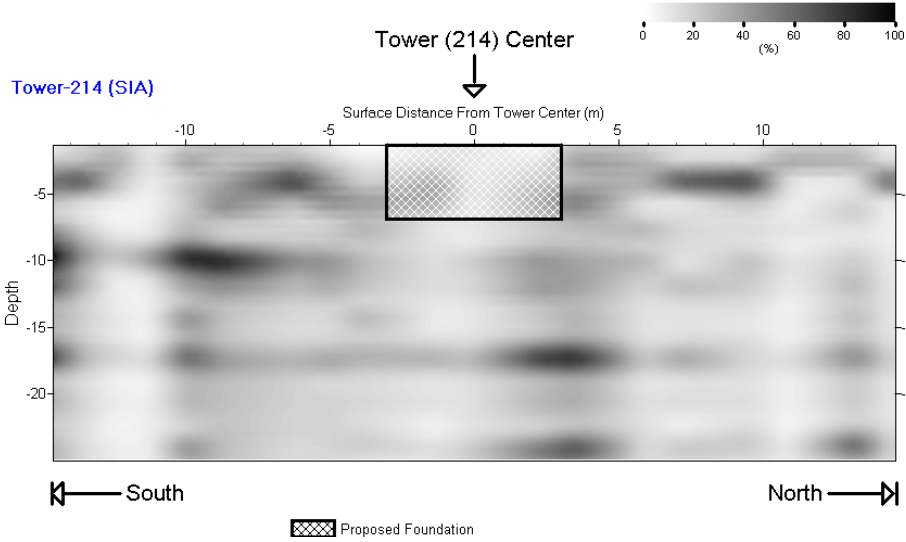 0 20 40 60 80 100
(%)
Tower (214) Center
Tower-214 (SIA)
Surface Distance From Tower Center (m)
-10 -5 0 5 10
-5
-10
-15
-20
Depth
South
North
Proposed Foundation